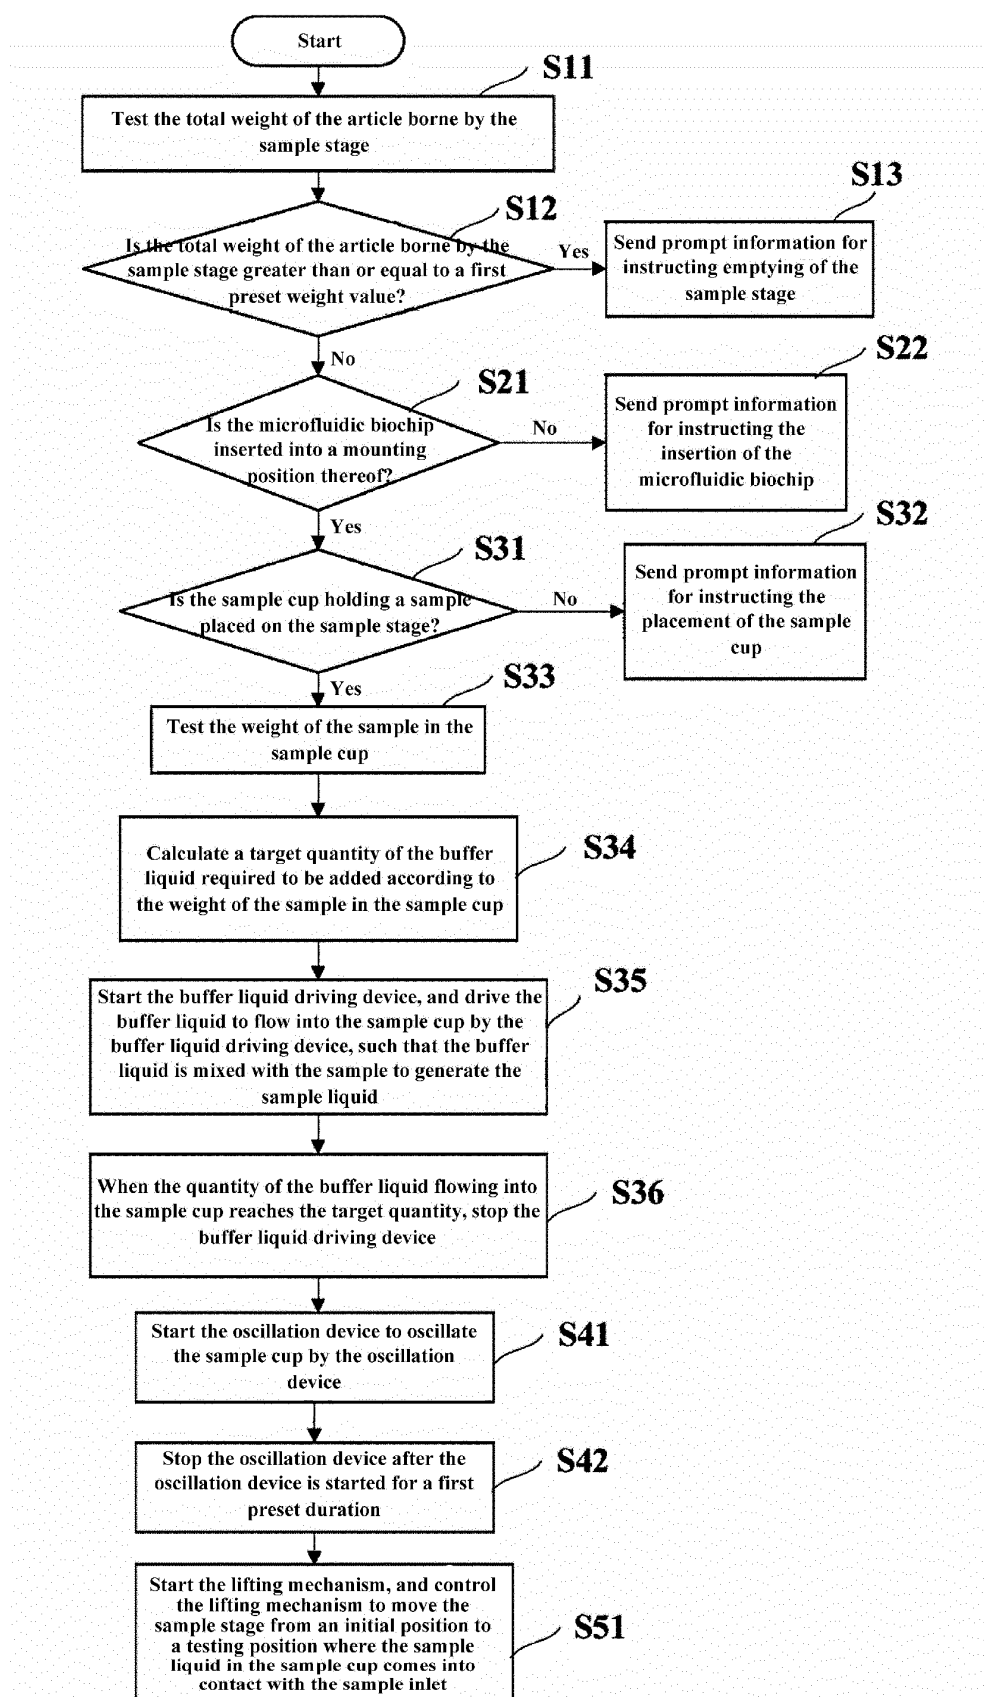 Start
S11
Test the total weight of the article borne by the
sample stage
S12
Is the total weight of the article borne by the
sample stage greater than or equal to a first
preset weight value?
Yes
S13
Send prompt information for
instructing emptying of the
sample stage
No
S21
Is the microfluidic biochip
inserted into a mounting
position thereof?
No
S22
Send prompt information
for instructing the
insertion of the
microfluidic biochip
Yes
S31
Is the sample cup holding a sample
placed on the sample stage?
No
S32
Send prompt information
for instructing the
placement of the sample
cup
Yes
S33
Test the weight of the sample in the
sample cup
S34
Calculate a target quantity of the buffer
liquid required to be added according to
the weight of the sample in the sample cup
S35
Start the buffer liquid driving device, and drive the
buffer liquid to flow into the sample cup by the
buffer liquid driving device, such that the buffer
liquid is mixed with the sample to generate the
sample liquid
S36
When the quantity of the buffer liquid flowing into
the sample cup reaches the target quantity, stop the
buffer liquid driving device
S41
Start the oscillation device to oscillate
the sample cup by the oscillation
device
S42
Stop the oscillation device after the
oscillation device is started for a first
preset duration
S51
Start the lifting mechanism, and control
the lifting mechanism to move the
sample stage from an initial position to
a testing position where the sample
liquid in the sample cup comes into
contact with the sample inlet